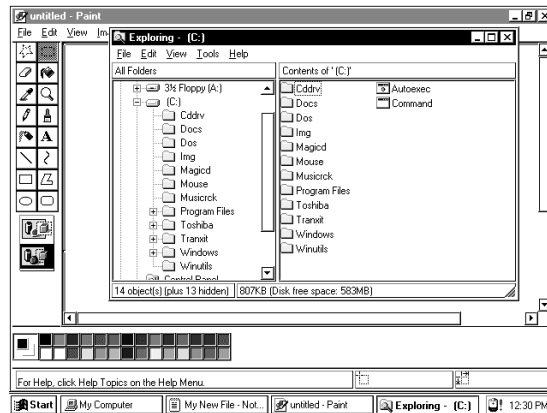 untitled - Paint
File Edit View Im
Exploring - (C:)
File Edit View Tools Help
All Folders
Contents of '(C:)'
3½ Floppy (A:)
(C:)
Cddrv
Docs
Dos
Img
Magicd
Mouse
Musicrck
Program Files
Toshiba
Tranxit
Windows
Winutils
Control Panel
Cddrv
Docs
Dos
Img
Magicd
Mouse
Musicrck
Program Files
Toshiba
Tranxit
Windows
Winutils
Autoexec
Command
14 object(s) (plus 13 hidden)
807KB (Disk free space: 583MB)
A
For Help, click Help Topics on the Help Menu.
Start
My Computer
My New File - Not...
untitled - Paint
Exploring - (C:)
12:30 PM